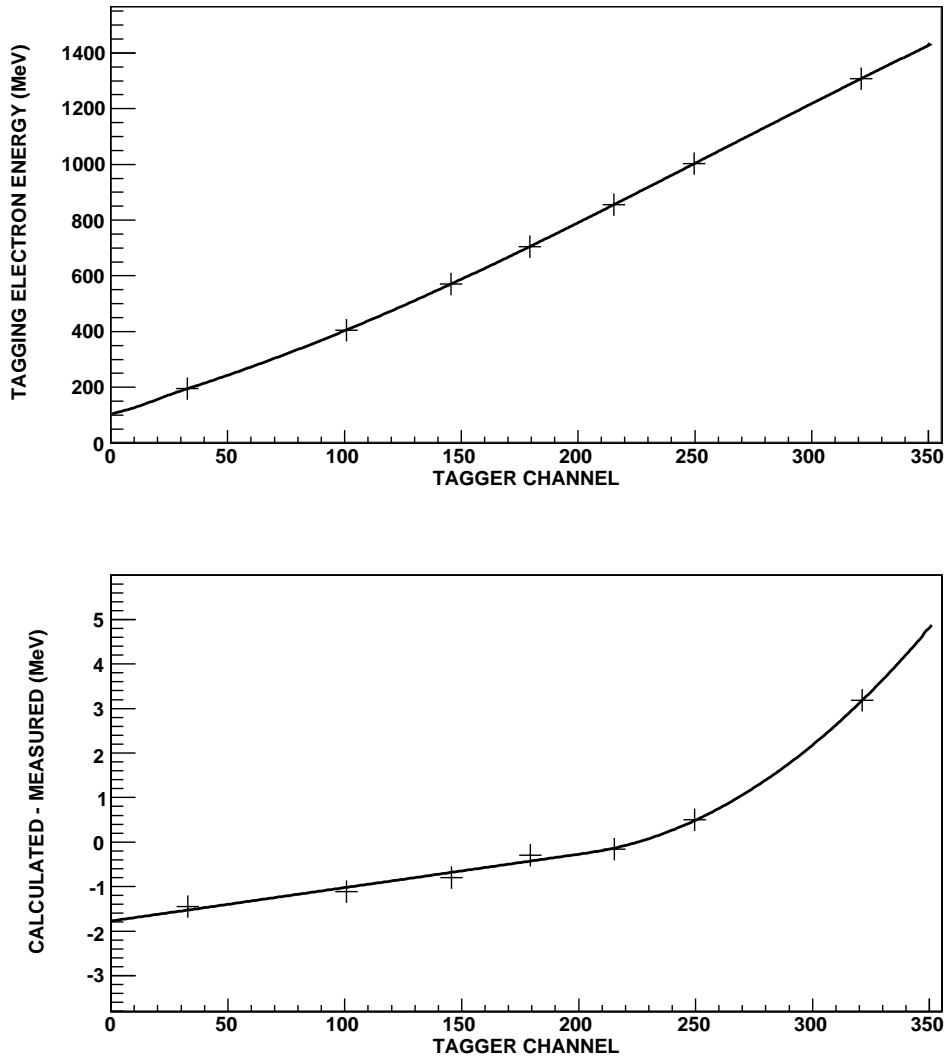 TAGGING ELECTRON ENERGY (MeV)
1400
1200
1000
800
600
400
200
0
0 50 100 150 200 250 300 350
TAGGER CHANNEL
CALCULATED - MEASURED (MeV)
5
4
3
2
1
0
-1
-2
-3
0 50 100 150 200 250 300 350
TAGGER CHANNEL